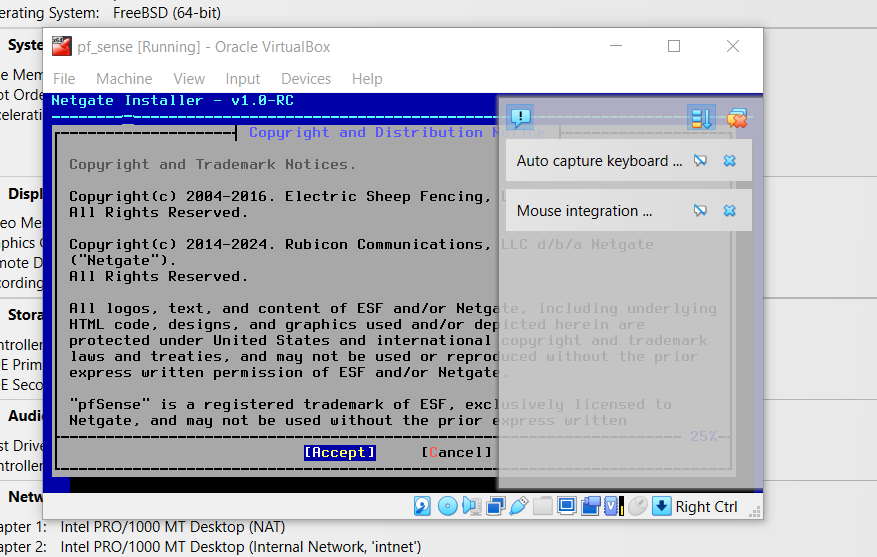 erating System: FreeBSD (64-bit)
Syste
pf_sense [Running] - Oracle VirtualBox
File Machine View Input Devices Help
Netgate Installer - v1.0-RC
Copyright and Distribution Notice
Copyright and Trademark Notices.
Auto capture keyboard ...
Copyright(c) 2004-2016. Electric Sheep Fencing,
All Rights Reserved.
Mouse integration ...
Copyright(c) 2014-2024. Rubicon Communications, LLC d/b/a Netgate
("Netgate").
All Rights Reserved.
All logos, text, and content of ESF and/or Netgate, including underlying
HTML code, designs, and graphics used and/or depicted herein are
protected under United States and international copyright and trademark
laws and treaties, and may not be used or reproduced without the prior
express written permission of ESF and/or Netgate.
"pfSense" is a registered trademark of ESF, exclusively licensed to
Netgate, and may not be used without the prior express written
25%
[Accept] [Cancel]
Right Ctrl
e Mem
ot Orde
celerati
Displ
eo Me
aphics C
mote D
cording
Stora
ntroller
E Prim
E Seco
Audi
st Drive
ntroller
Netw
apter 1: Intel PRO/1000 MT Desktop (NAT)
apter 2: Intel PRO/1000 MT Desktop (Internal Network, 'intnet')